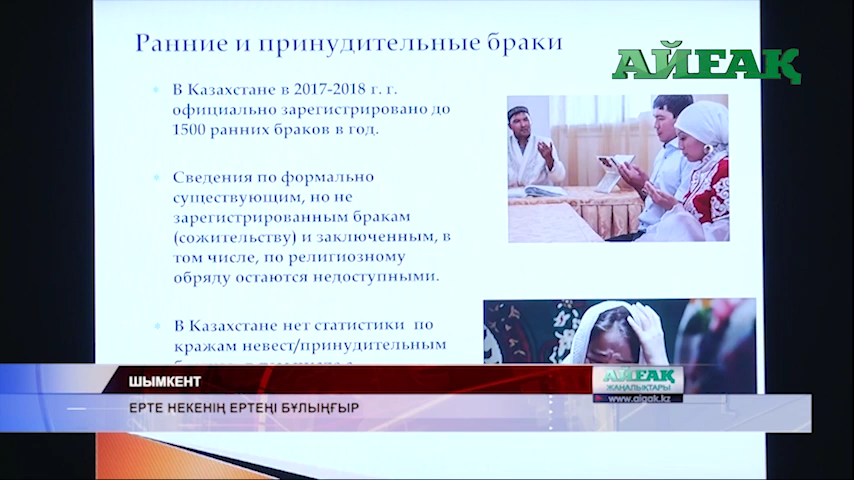 Ранние и принудительные браки
АЙҒАҚ
В Казахстане в 2017-2018 г. г.
официально зарегистрировано до
1500 ранних браков в год.
Сведения по формально
существующим, но не
зарегистрированным бракам
(сожительству) и заключенным, в
том числе, по религиозному
обряду остаются недоступными.
В Казахстане нет статистики по
кражам невест/принудительным
ШЫМКЕНТ
АЙҒАҚ
ЖАҢАЛЫҚТАРЫ
ЕРТЕ НЕКЕНІҢ ЕРТЕҢІ БҰЛЫҢҒЫР
www.aigak.kz